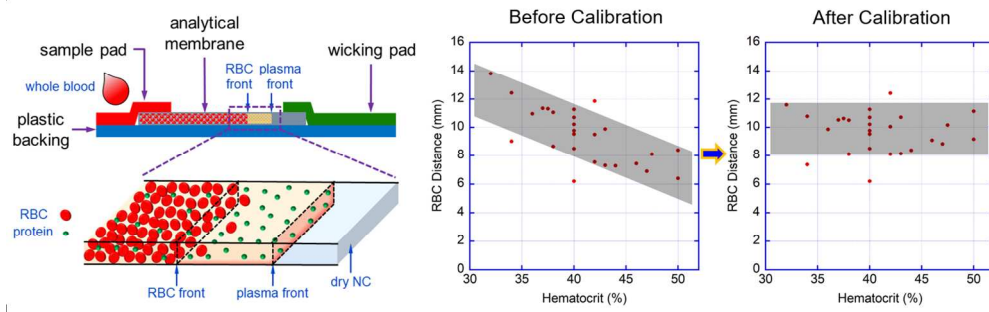 analytical
membrane
sample pad
wicking pad
RBC
front
plasma
front
whole blood
plastic
backing
RBC
protein
RBC front
plasma front
dry NC
Before Calibration
16
14
12
10
8
6
4
2
0
RBC Distance (mm)
30
35
40
45
50
Hematocrit (%)
After Calibration
16
14
12
10
8
6
4
2
0
RBC Distance (mm)
30
35
40
45
50
Hematocrit (%)